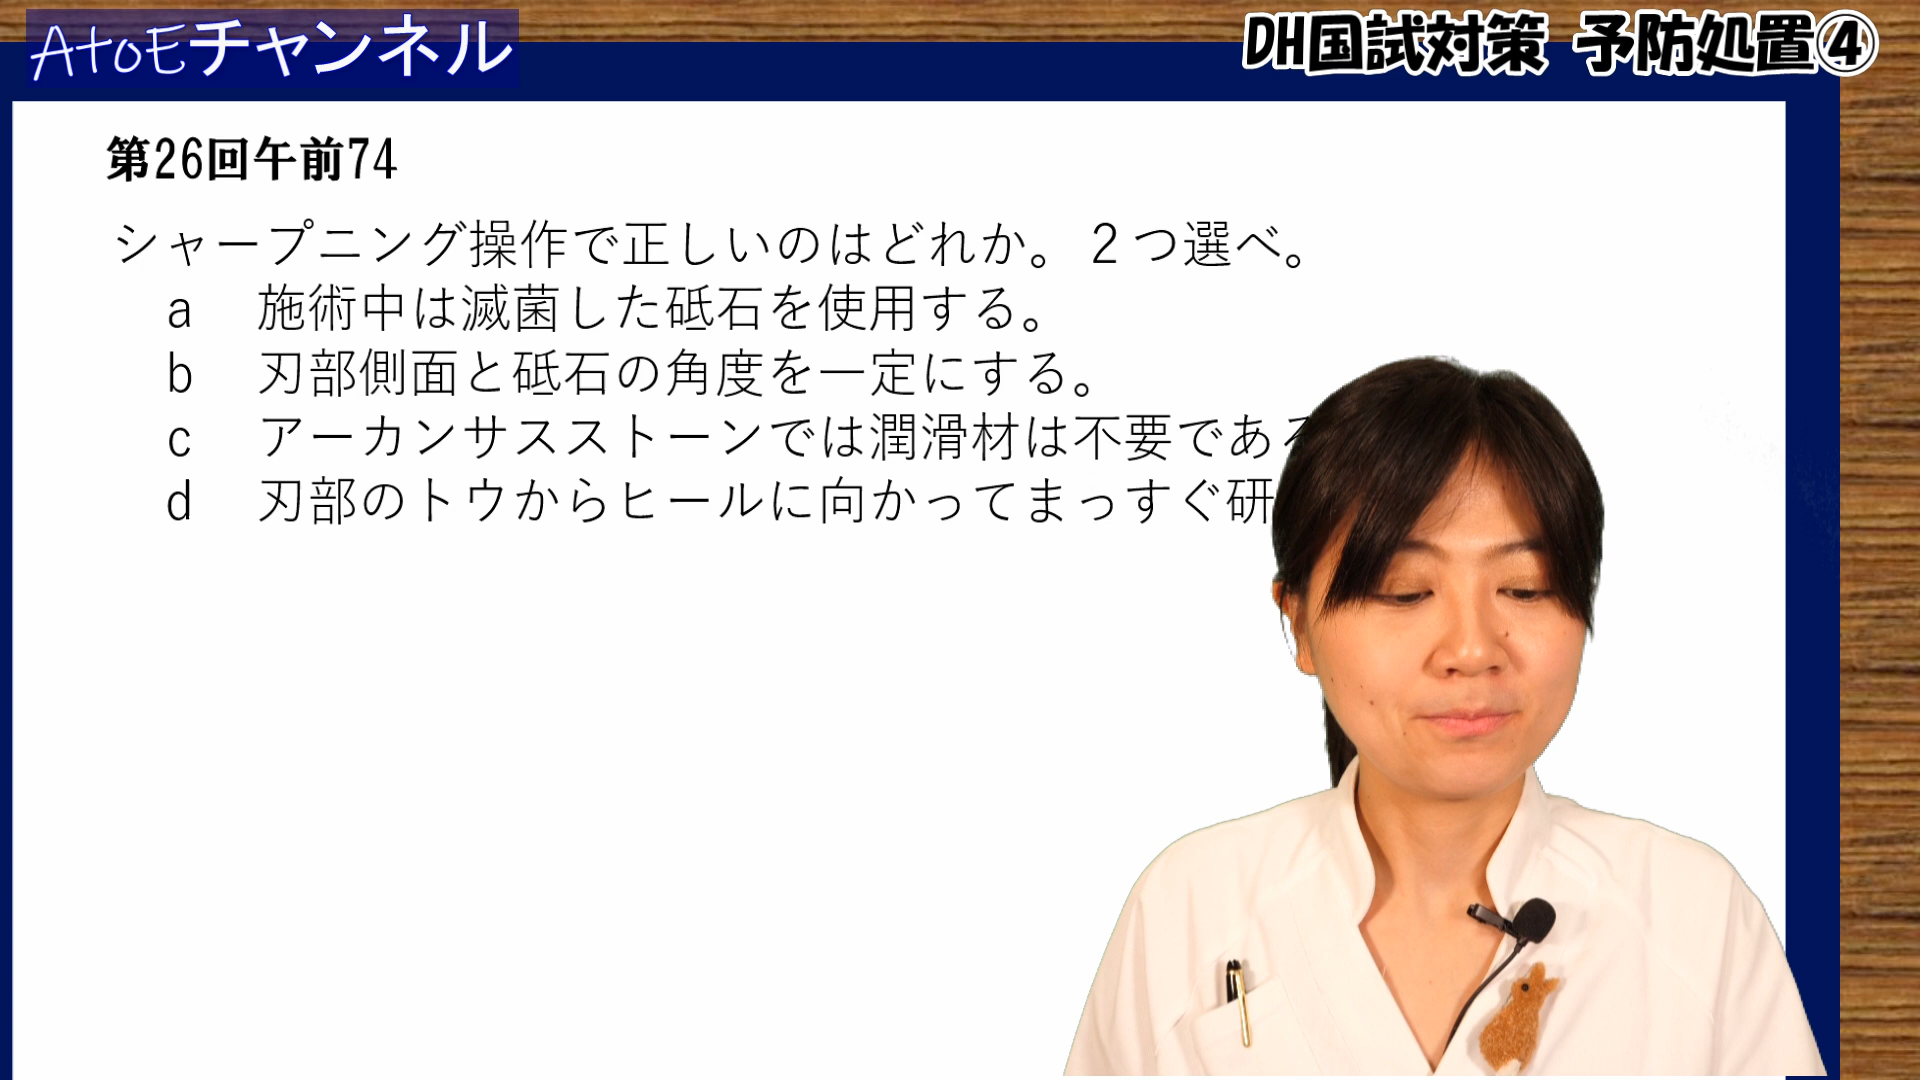 AtoEチャンネル
DH国試対策 予防処置④
第26回午前74
シャープニング操作で正しいのはどれか。２つ選べ。
a 施術中は滅菌した砥石を使用する。
b 刃部側面と砥石の角度を一定にする。
c アーカンサスストーンでは潤滑材は不要である
d 刃部のトウからヒールに向かってまっすぐ研